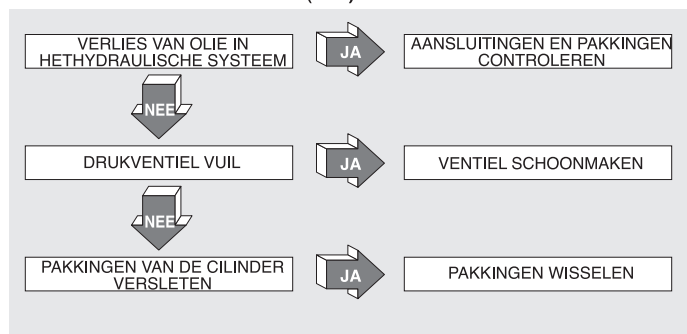 VERLIES VAN OLIE IN
HETHYDRAULISCHE SYSTEEM
JA
AANSLUITINGEN EN PAKKINGEN
CONTROLEREN
NEE
DRUKVENTIEL VUIL
JA
VENTIEL SCHOONMAKEN
NEE
PAKKINGEN VAN DE CILINDER
VERSLETEN
JA
PAKKINGEN WISSELEN